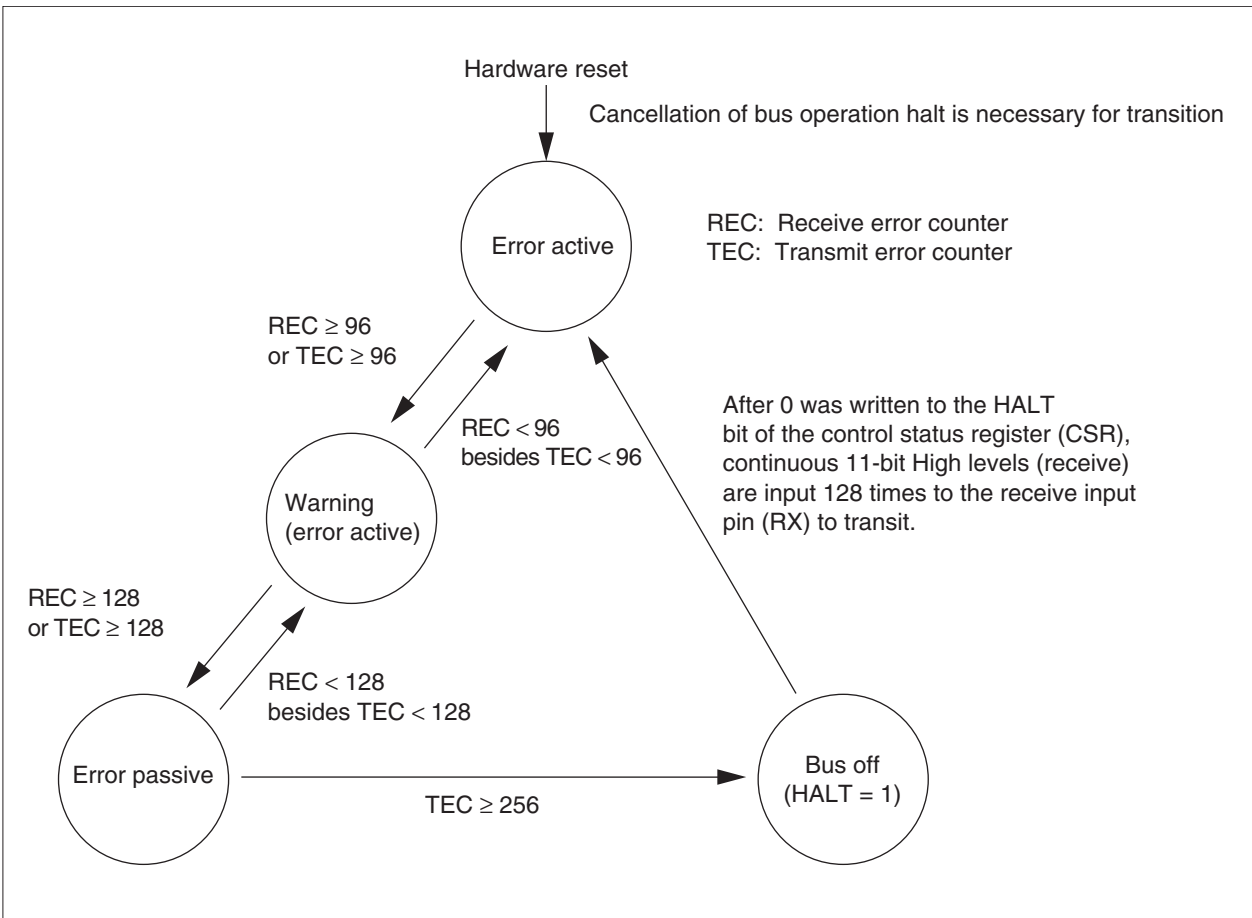 Hardware reset
Cancellation of bus operation halt is necessary for transition
Error active
REC: Receive error counter
TEC: Transmit error counter
REC ≥ 96
or TEC ≥ 96
REC < 96
besides TEC < 96
After 0 was written to the HALT
bit of the control status register (CSR),
continuous 11-bit High levels (receive)
are input 128 times to the receive input
pin (RX) to transit.
Warning
(error active)
REC ≥ 128
or TEC ≥ 128
REC < 128
besides TEC < 128
Error passive
TEC ≥ 256
Bus off
(HALT = 1)